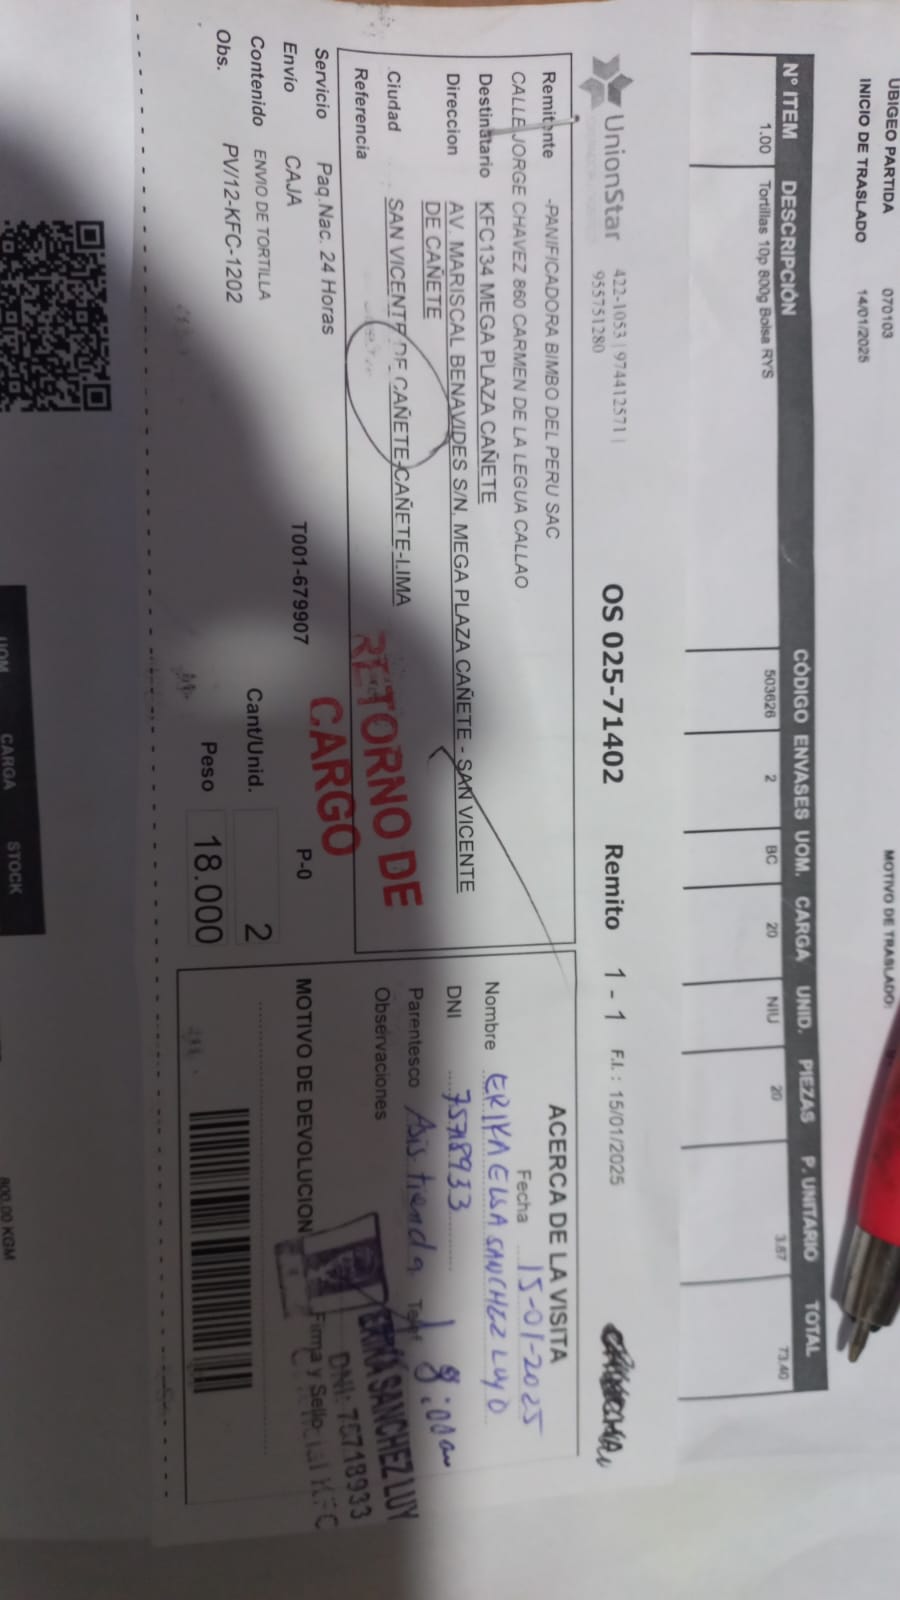 UBIGEO PARTIDA 070103
INICIO DE TRASLADO 14/01/2025
MOTIVO DE TRASLADO:
N° ITEM DESCRIPCIÓN CÓDIGO ENVASES UOM. CARGA UNID. PIEZAS P. UNITARIO TOTAL
1.00 Tortillas 10p 800g Bolsa RYS 503626 2 BC 20 NIU 20 3.67 73.40
UnionStar 422-1053 | 974412571 |
955751280
OS 025-71402 Remito 1 - 1 F.I. : 15/01/2025
Remitente -PANIFICADORA BIMBO DEL PERU SAC
CALLE JORGE CHAVEZ 860 CARMEN DE LA LEGUA CALLAO
Destinatario KFC134 MEGA PLAZA CAÑETE
Direccion AV. MARISCAL BENAVIDES S/N, MEGA PLAZA CAÑETE - SAN VICENTE
DE CAÑETE
Ciudad SAN VICENTE DE CAÑETE-CAÑETE-LIMA
Referencia
RETORNO DE
CARGO
Servicio Paq.Nac. 24 Horas
Envío CAJA T001-679907 P-0
Contenido ENVIO DE TORTILLA Cant/Unid. 2
Obs. PV/12-KFC-1202 Peso 18.000
ACERCA DE LA VISITA
Fecha 15-01-2025
Nombre ERIKA ELSA SANCHEZ LUYO
DNI 75718933
Parentesco Asis tienda 8:00am
Observaciones
MOTIVO DE DEVOLUCION
ERIKA SANCHEZ LUY
DNI: 75718933
Firma y Sello
KFC
UOM CARGA STOCK
800.00 KGM